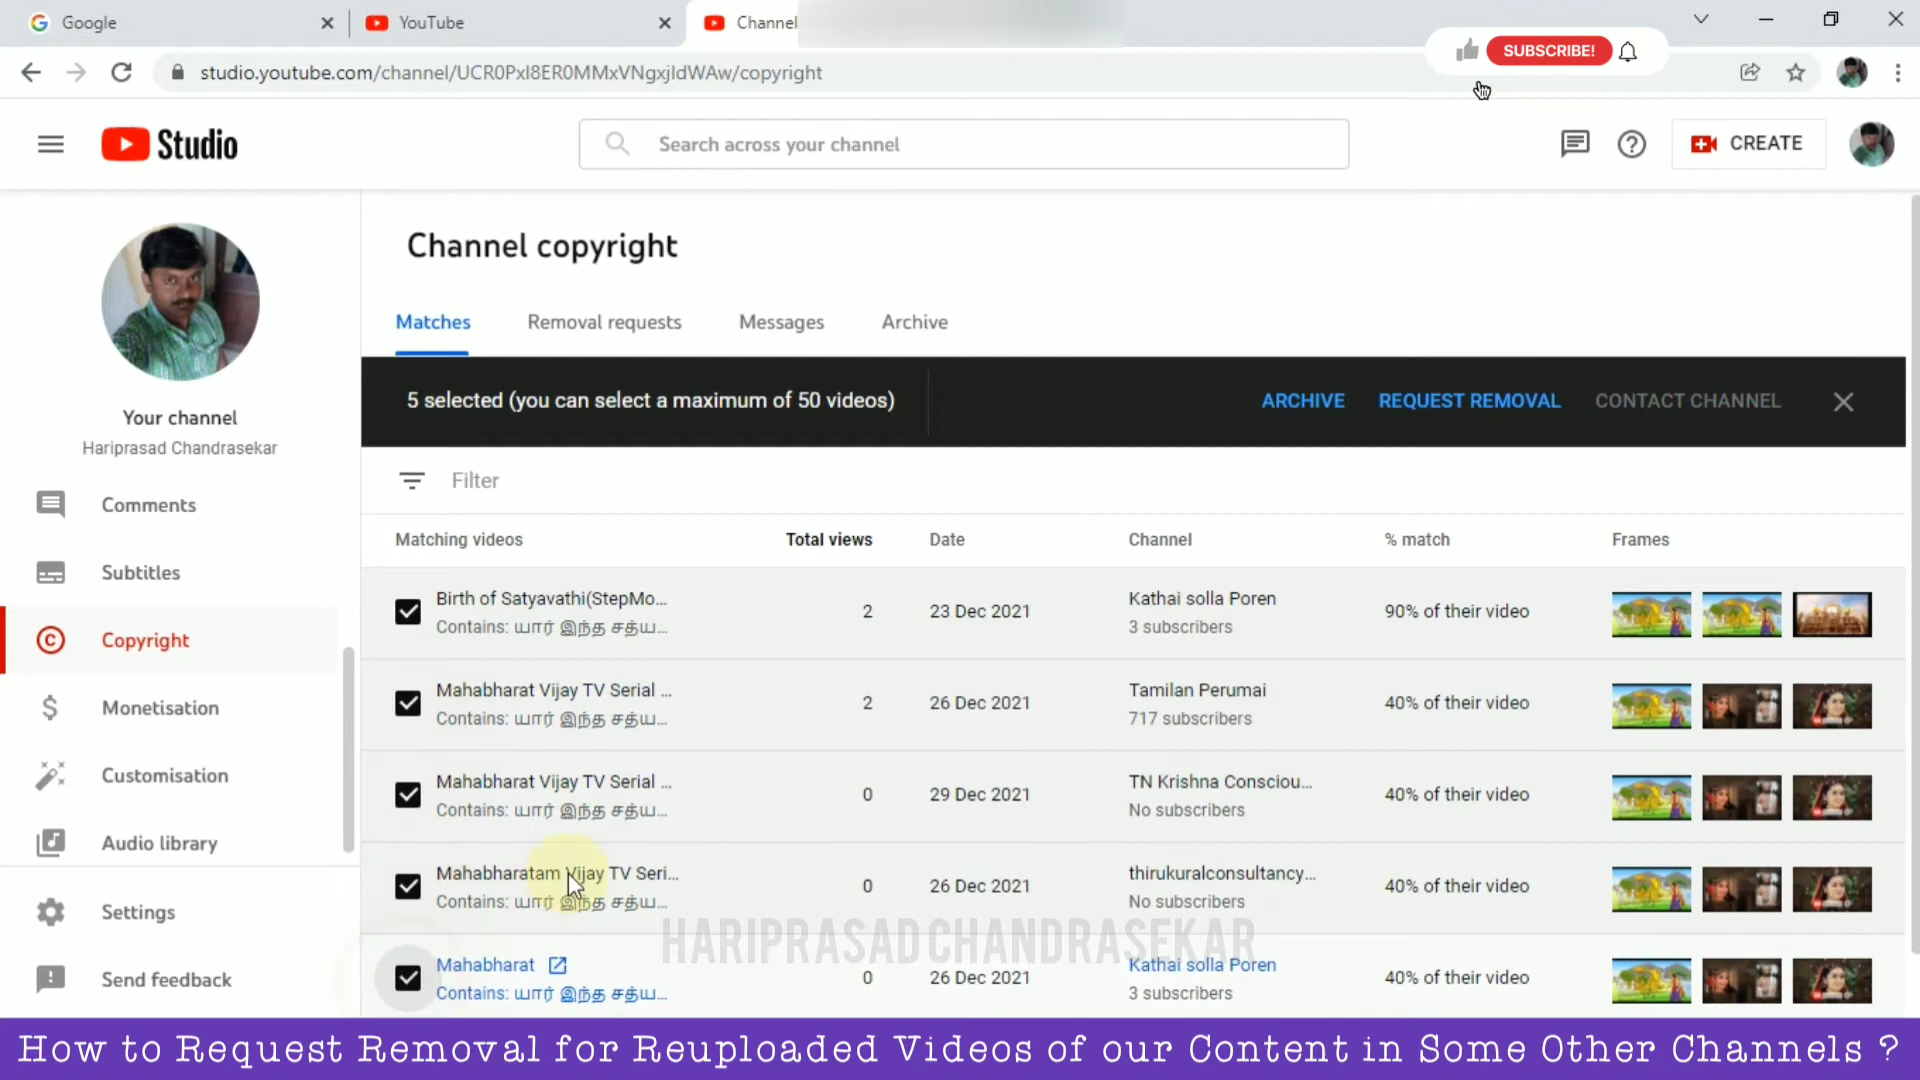 Google
YouTube
Channel
SUBSCRIBE!
studio.youtube.com/channel/UCR0PxI8ER0MMxVNgxjIdWAw/copyright
Studio
Search across your channel
CREATE
Channel copyright
Matches
Removal requests
Messages
Archive
5 selected (you can select a maximum of 50 videos)
ARCHIVE
REQUEST REMOVAL
CONTACT CHANNEL
Your channel
Hariprasad Chandrasekar
Comments
Subtitles
Copyright
Monetisation
Customisation
Audio library
Settings
Send feedback
Filter
Matching videos
Total views
Date
Channel
% match
Frames
Birth of Satyavathi(StepMo...
Contains: யார் இந்த சத்ய...
2
23 Dec 2021
Kathai solla Poren
3 subscribers
90% of their video
Mahabharat Vijay TV Serial ...
Contains: யார் இந்த சத்ய...
2
26 Dec 2021
Tamilan Perumai
717 subscribers
40% of their video
Mahabharat Vijay TV Serial ...
Contains: யார் இந்த சத்ய...
0
29 Dec 2021
TN Krishna Consciou...
No subscribers
40% of their video
Mahabharatam Vijay TV Seri...
Contains: யார் இந்த சத்ய...
0
26 Dec 2021
thirukuralconsultancy...
No subscribers
40% of their video
HARIPRASAD CHANDRASEKAR
Mahabharat
Contains: யார் இந்த சத்ய...
0
26 Dec 2021
Kathai solla Poren
3 subscribers
40% of their video
How to Request Removal for Reuploaded Videos of our Content in Some Other Channels ?